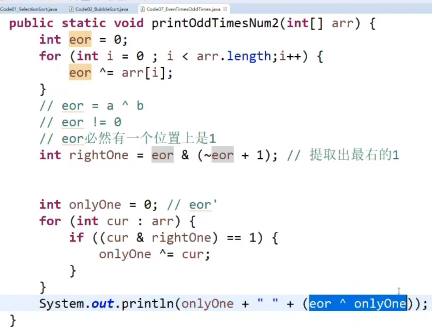 Code01_SelectionSort.java Code02_BubbleSort.java Code07_EvenTimesOddTimes.java
public static void printOddTimesNum2(int[] arr) {
int eor = 0;
for (int i = 0 ; i < arr.length;i++) {
eor ^= arr[i];
}
// eor = a ^ b
// eor != 0
// eor必然有一个位置上是1
int rightOne = eor & (~eor + 1); // 提取出最右的1
int onlyOne = 0; // eor'
for (int cur : arr) {
if ((cur & rightOne) == 1) {
onlyOne ^= cur;
}
}
System.out.println(onlyOne + " " + (eor ^ onlyOne));
}